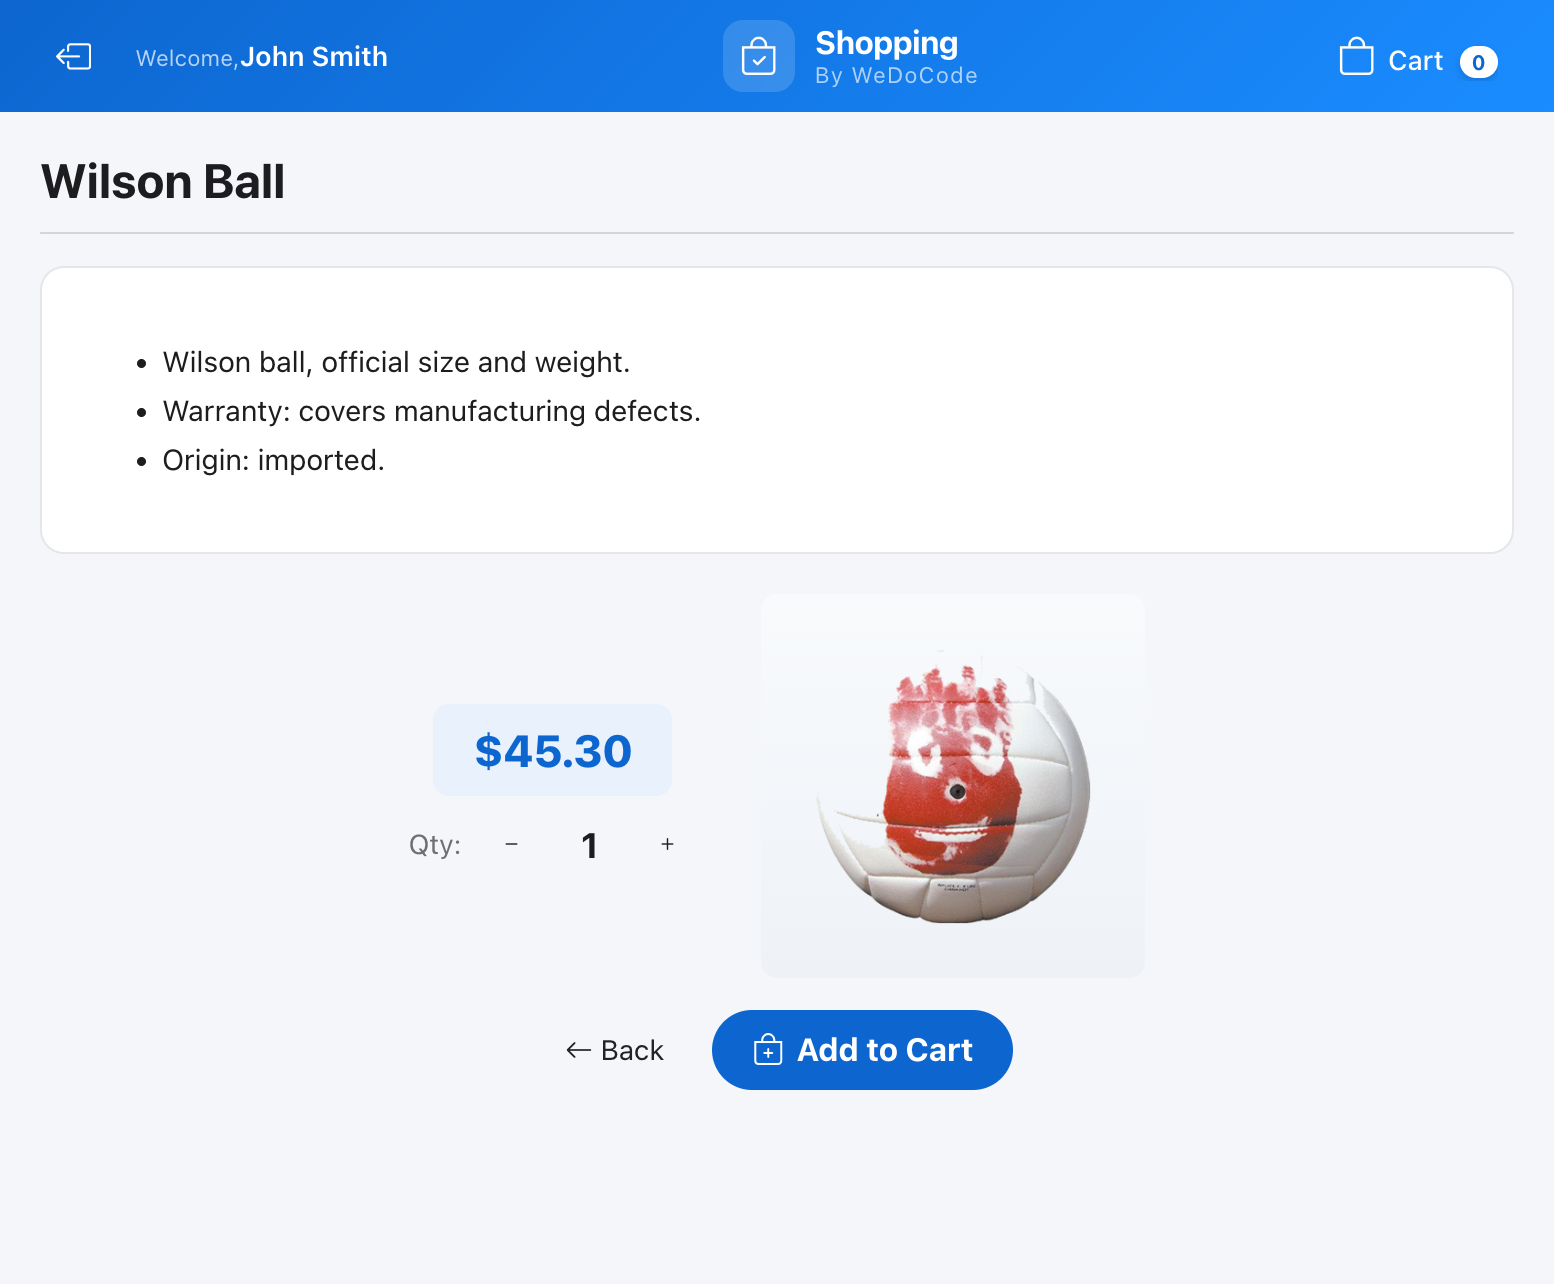 Welcome,John Smith
Shopping
By WeDoCode
Cart 0
Wilson Ball
Wilson ball, official size and weight.
Warranty: covers manufacturing defects.
Origin: imported.
$45.30
Qty: − 1 +
← Back
Add to Cart